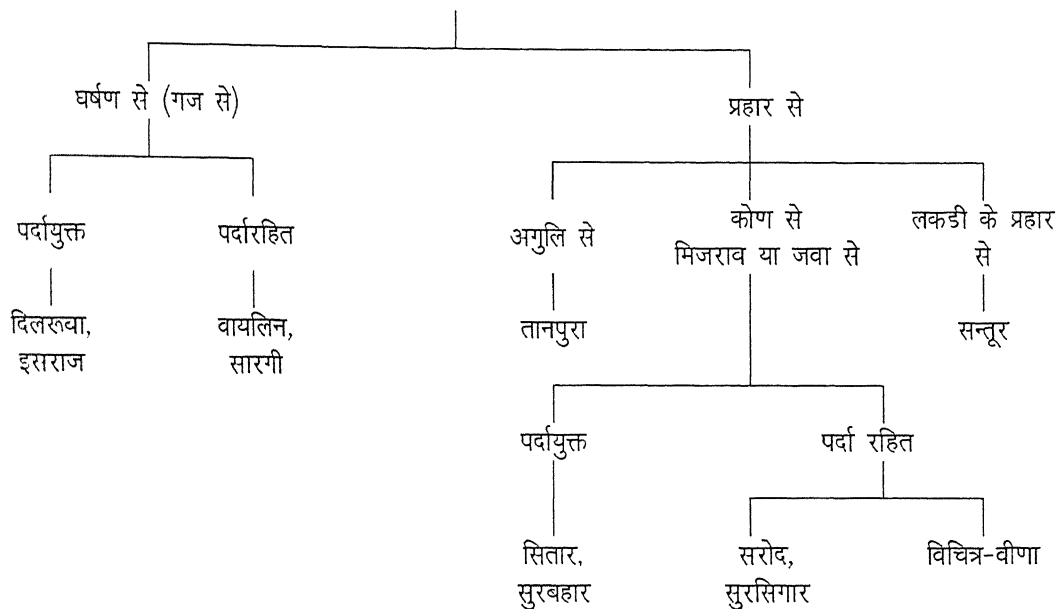 घर्षण से (गज से)
प्रहार से
पर्दायुक्त
पर्दारहित
अगुलि से
कोण से
मिजराव या जवा से
लकडी के प्रहार
से
दिलरूवा,
इसराज
वायलिन,
सारगी
तानपुरा
सन्तूर
पर्दायुक्त
पर्दा रहित
सितार,
सुरबहार
सरोद,
सुरसिगार
विचित्र-वीणा